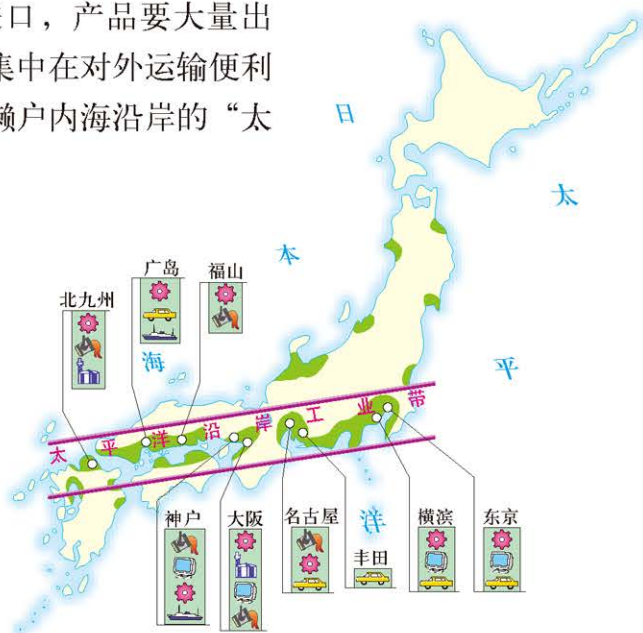 口，产品要大量出
集中在对外运输便利
濑户内海沿岸的“太
日
本
海
太
平
洋
广岛
福山
北九州
太平洋沿岸工业带
神户
大阪
名古屋
丰田
横滨
东京